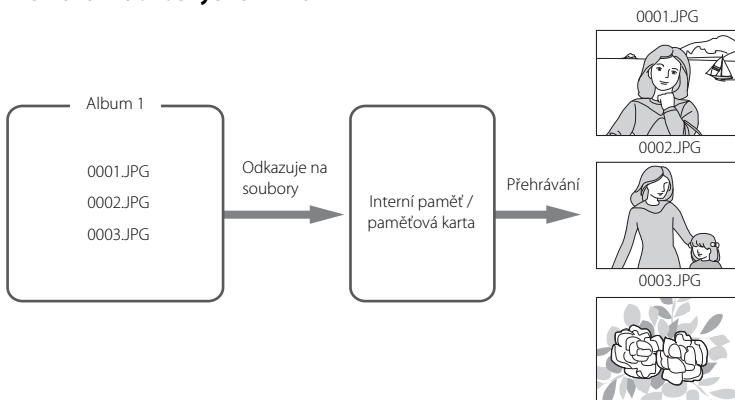 0001.JPG
Album 1
0001.JPG
0002.JPG
0003.JPG
Odkazuje na
soubory
Interní paměť /
paměťová karta
Přehrávání
0002.JPG
0003.JPG